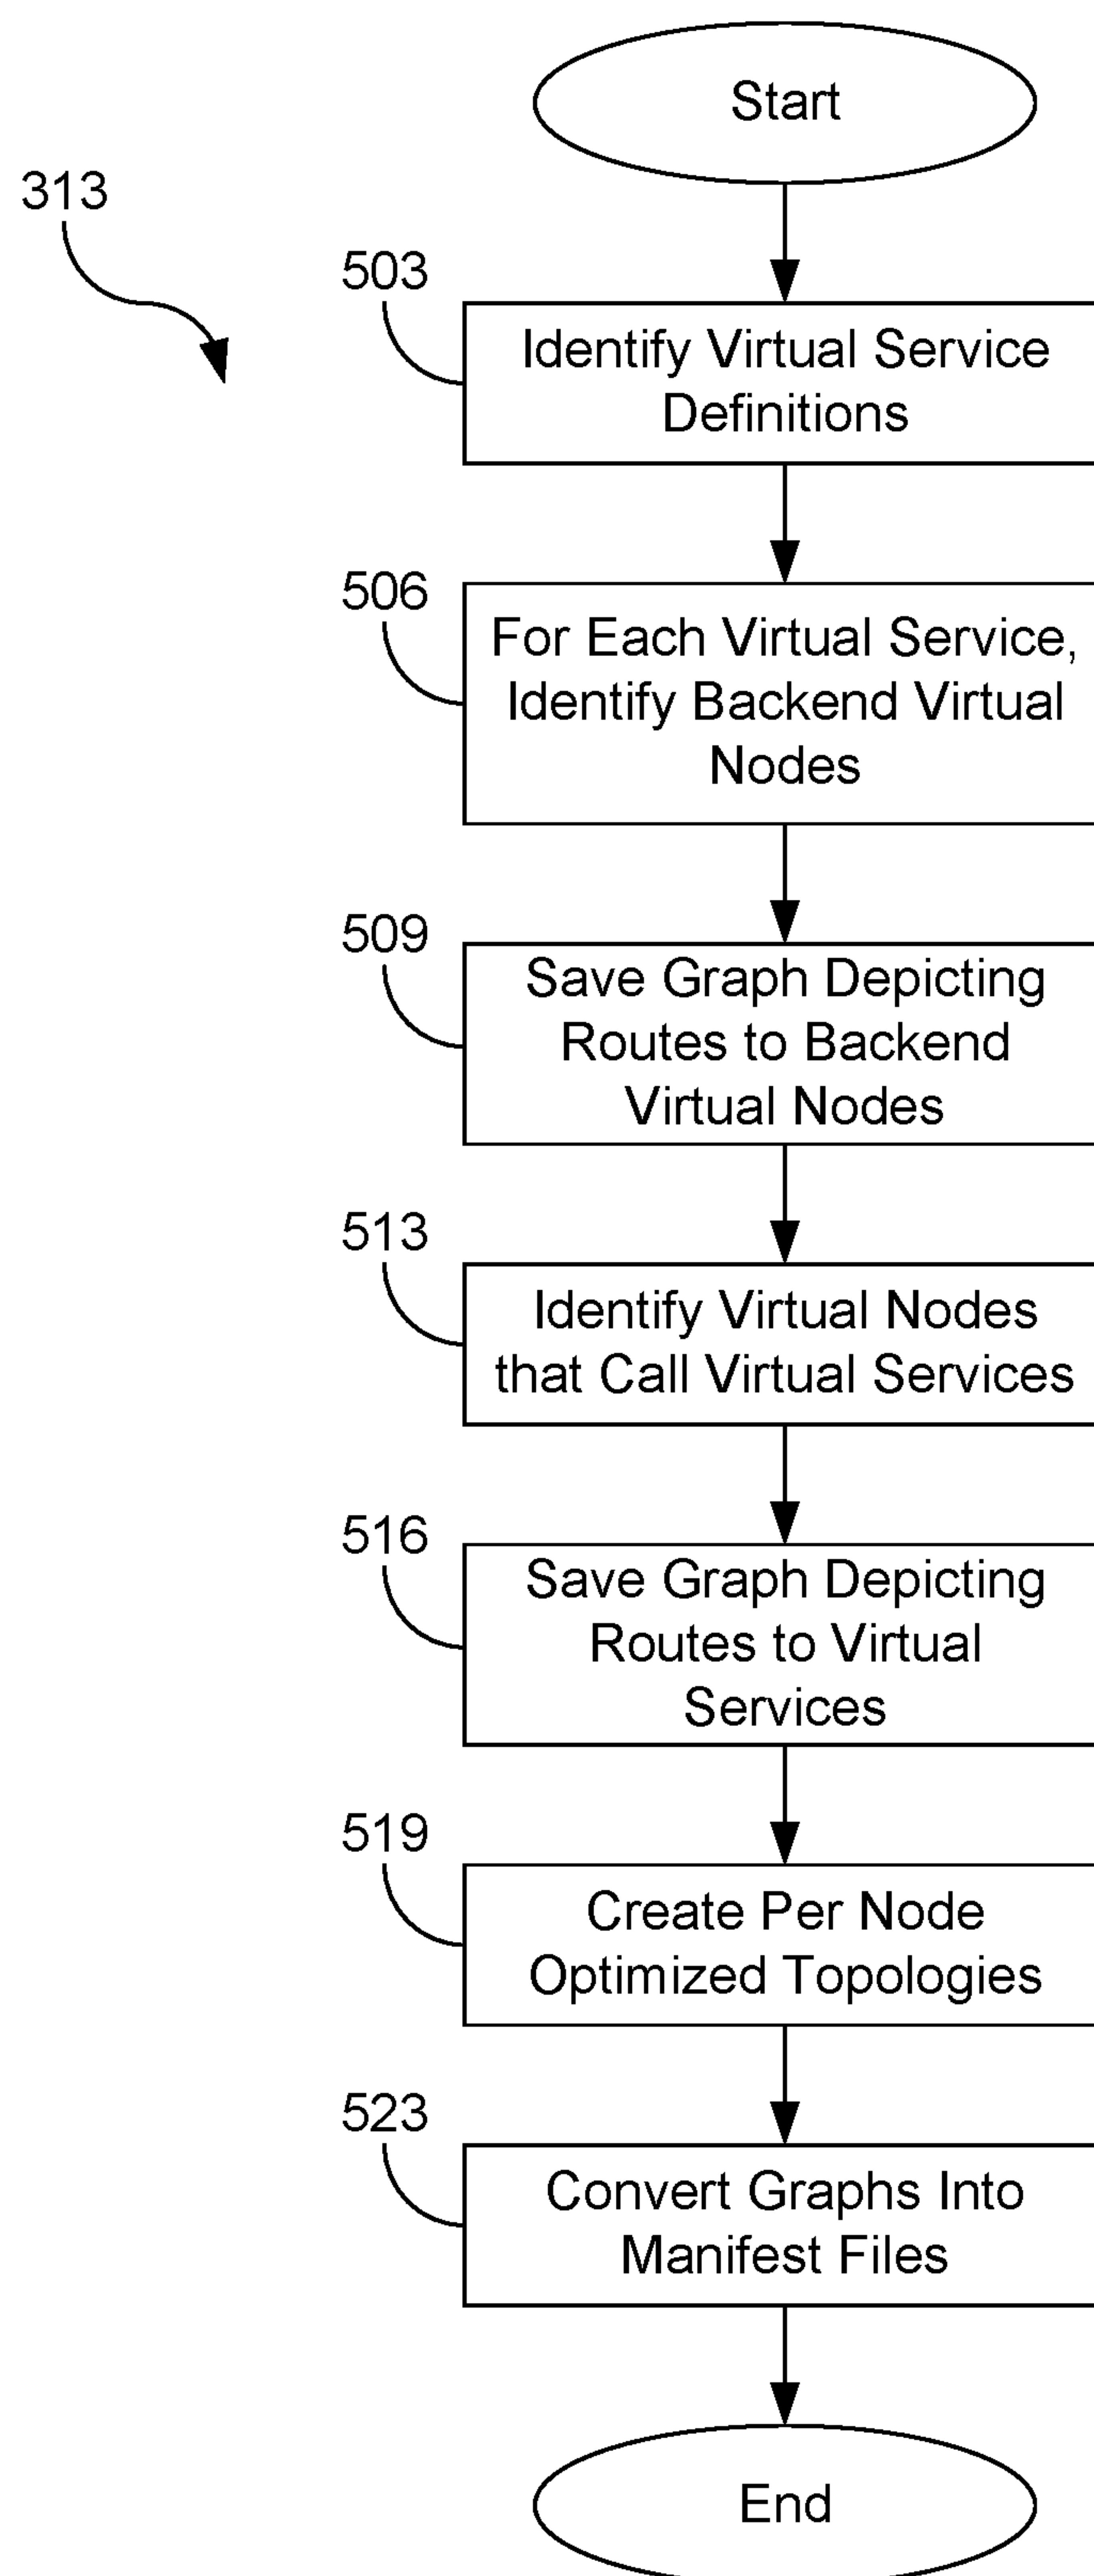 Start
313
503
Identify Virtual Service
Definitions
506
For Each Virtual Service,
Identify Backend Virtual
Nodes
509
Save Graph Depicting
Routes to Backend
Virtual Nodes
513
Identify Virtual Nodes
that Call Virtual Services
516
Save Graph Depicting
Routes to Virtual
Services
519
Create Per Node
Optimized Topologies
523
Convert Graphs Into
Manifest Files
End